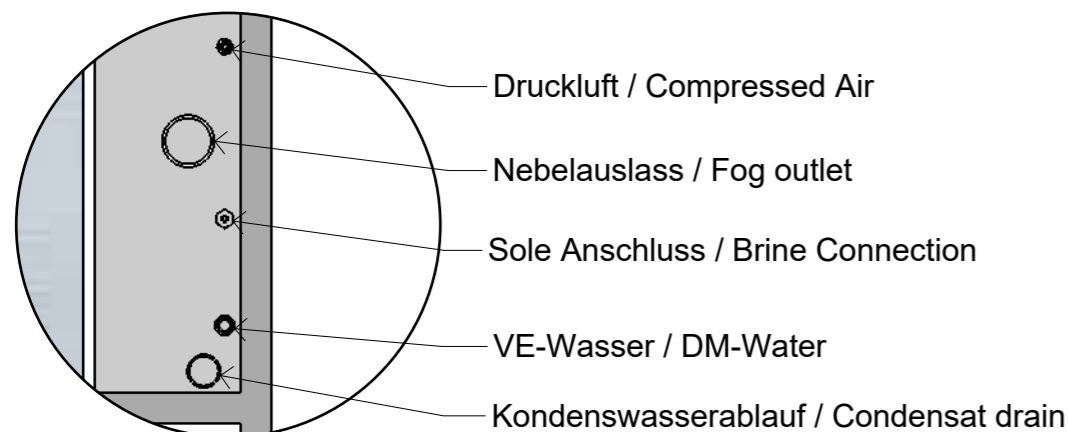 Druckluft / Compressed Air
Nebelauslass / Fog outlet
Sole Anschluss / Brine Connection
VE-Wasser / DM-Water
Kondenswasserablauf / Condensat drain